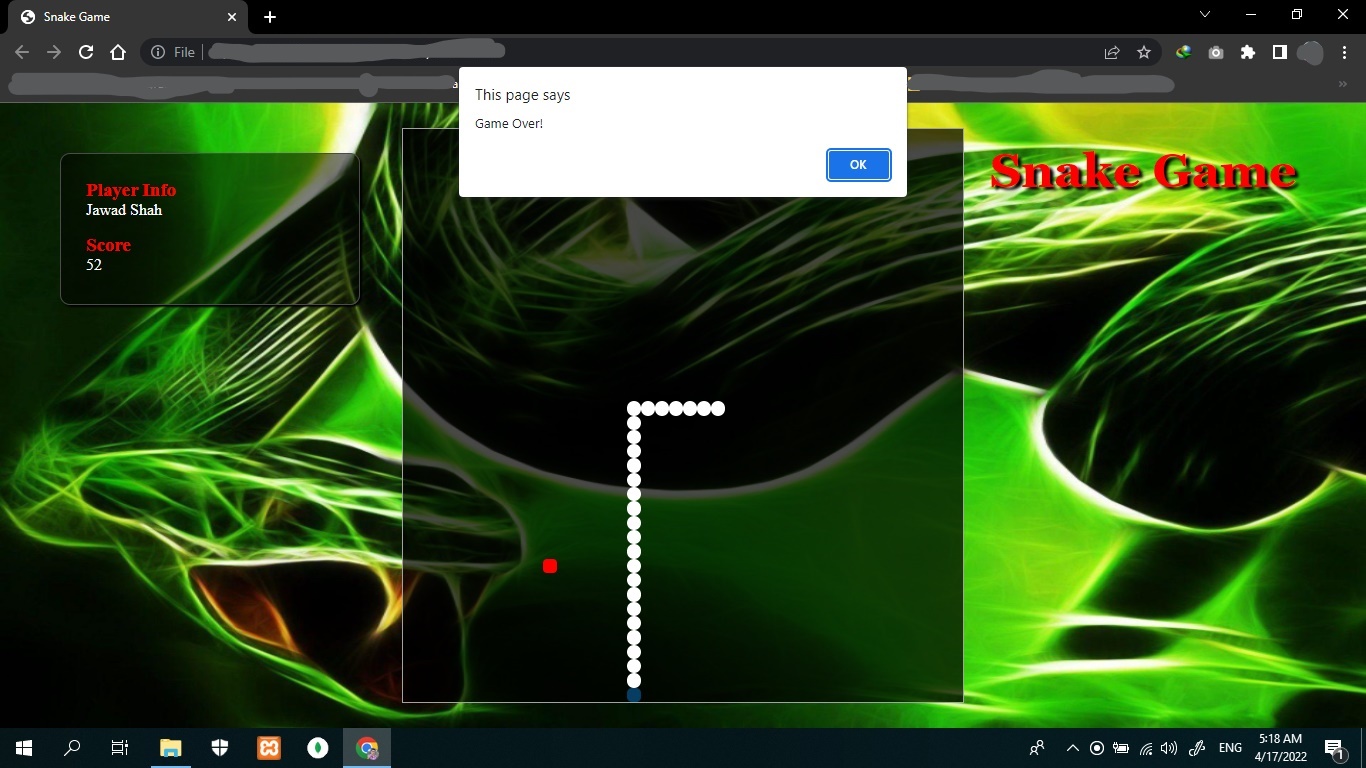 Snake Game
File
This page says
Game Over!
OK
Player Info
Jawad Shah
Score
52
Snake Game
ENG
5:18 AM
4/17/2022
1